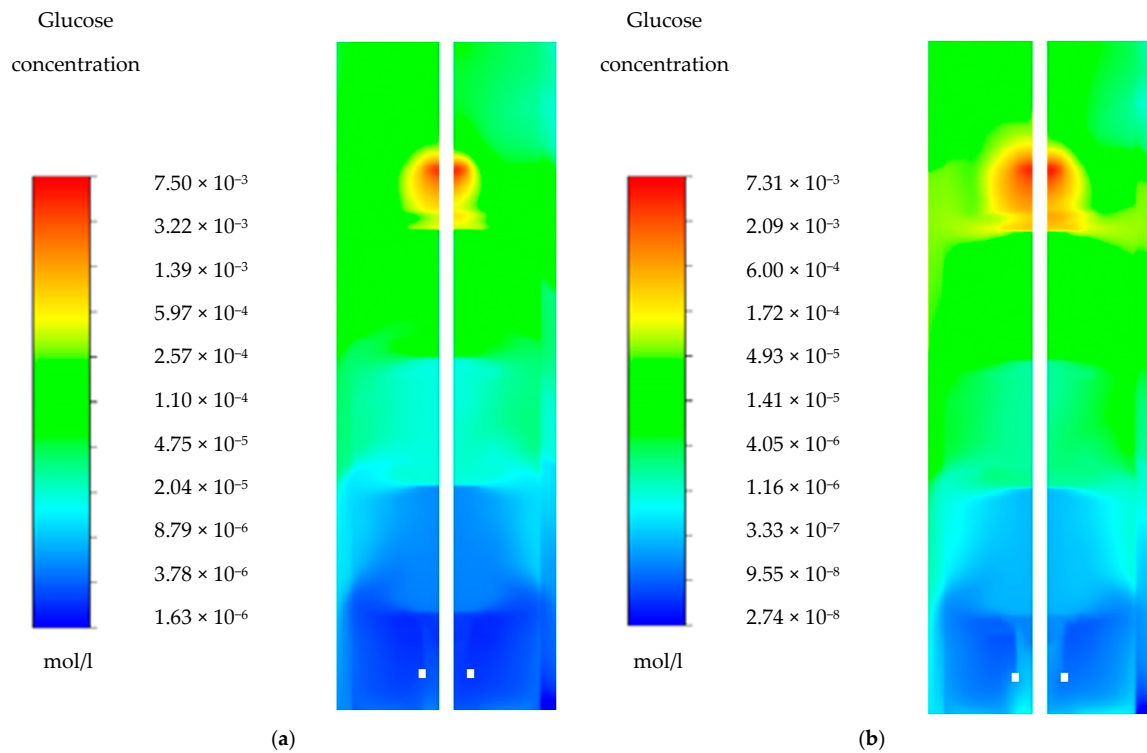 Glucose
concentration
7.50 × 10⁻³
3.22 × 10⁻³
1.39 × 10⁻³
5.97 × 10⁻⁴
2.57 × 10⁻⁴
1.10 × 10⁻⁴
4.75 × 10⁻⁵
2.04 × 10⁻⁵
8.79 × 10⁻⁶
3.78 × 10⁻⁶
1.63 × 10⁻⁶
mol/l
(a)
Glucose
concentration
7.31 × 10⁻³
2.09 × 10⁻³
6.00 × 10⁻⁴
1.72 × 10⁻⁴
4.93 × 10⁻⁵
1.41 × 10⁻⁵
4.05 × 10⁻⁶
1.16 × 10⁻⁶
3.33 × 10⁻⁷
9.55 × 10⁻⁸
2.74 × 10⁻⁸
mol/l
(b)